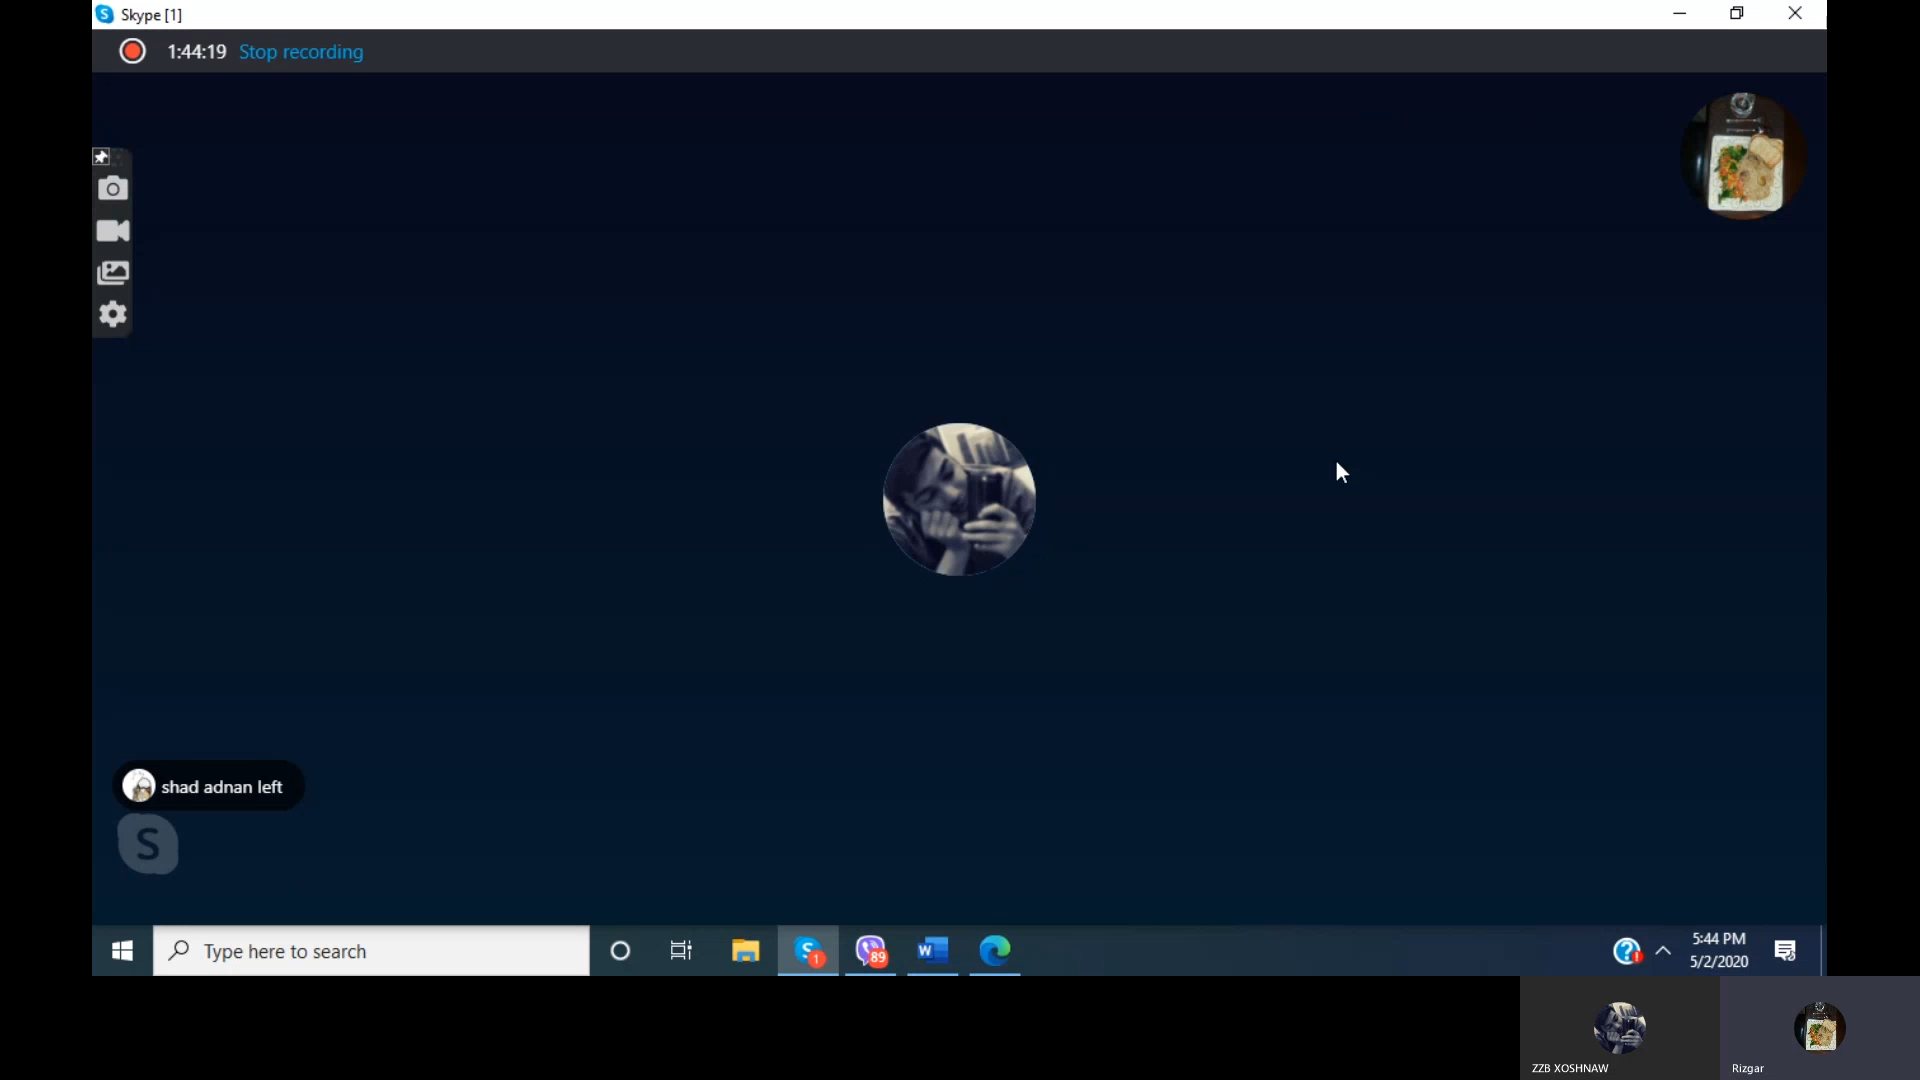 Skype [1]
1:44:19 Stop recording
shad adnan left
S
Type here to search
S 1
89
W
?!
5:44 PM
5/2/2020
ZZB XOSHNAW
Rizgar